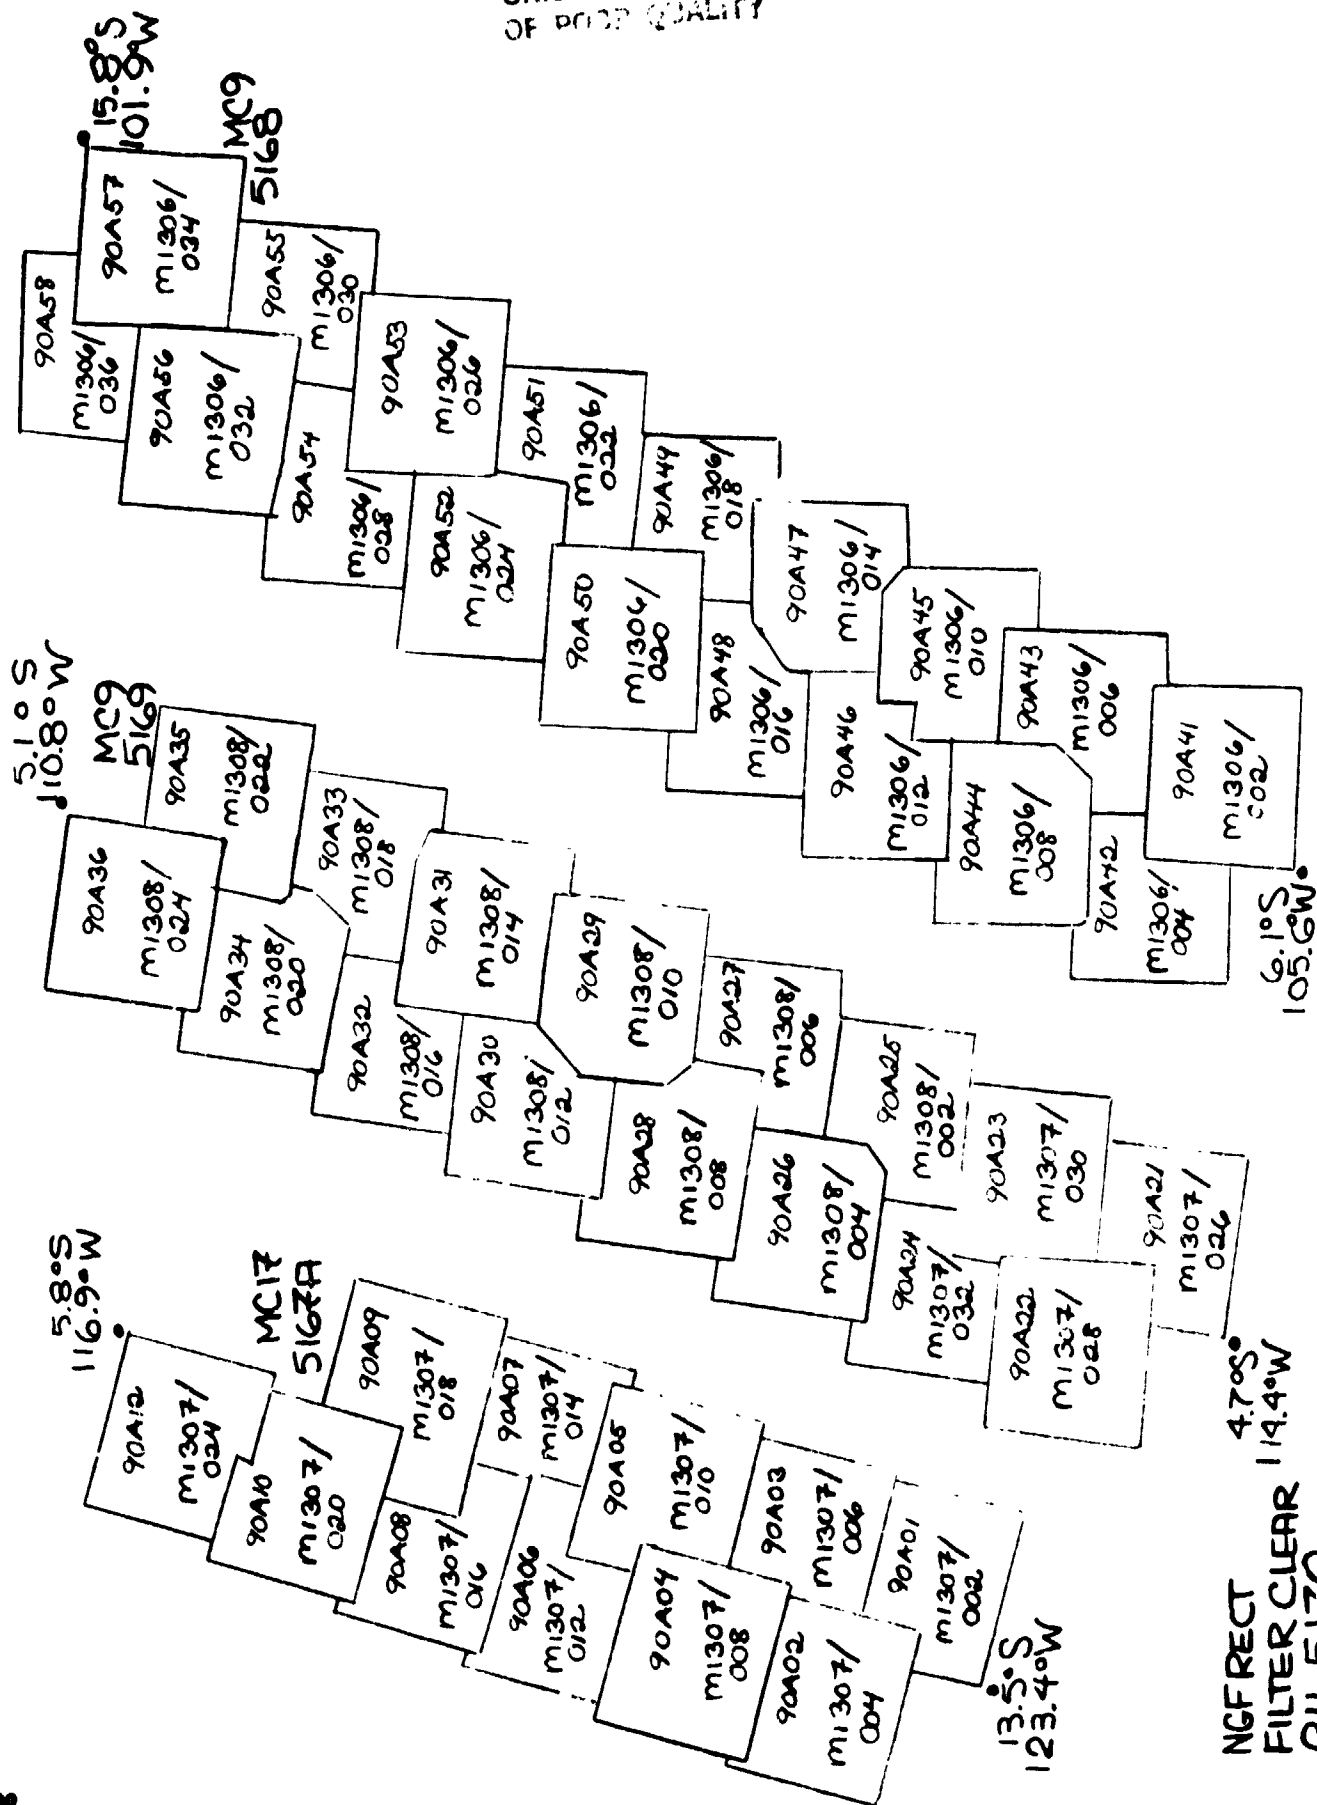 OF POOR QUALITY
15.8°S
101.9°W
MC9
5168
90A58
m1306/
036
90A57
m1306/
034
90A56
m1306/
032
90A55
m1306/
030
90A54
m1306/
028
90A53
m1306/
026
90A52
m1306/
024
90A51
m1306/
022
90A50
m1306/
020
90A49
m1306/
018
90A48
m1306/
016
90A47
m1306/
014
90A46
m1306/
012
90A45
m1306/
010
90A44
m1306/
008
90A43
m1306/
006
90A42
m1306/
004
90A41
m1306/
002
6.1°S
105.6°W
5.1°S
110.8°W
MC9
5169
90A36
m1308/
024
90A35
m1308/
022
90A34
m1308/
020
90A33
m1308/
018
90A32
m1308/
016
90A31
m1308/
014
90A30
m1308/
012
90A29
m1308/
010
90A28
m1308/
008
90A27
m1308/
006
90A26
m1308/
004
90A25
m1308/
002
90A24
m1307/
032
90A23
m1307/
030
90A22
m1307/
028
90A21
m1307/
026
4.7°S
114.4°W
5.8°S
116.9°W
MC17
5167A
90A12
m1307/
024
90A10
m1307/
020
90A09
m1307/
018
90A08
m1307/
016
90A07
m1307/
014
90A06
m1307/
012
90A05
m1307/
010
90A04
m1307/
008
90A03
m1307/
006
90A02
m1307/
004
90A01
m1307/
002
13.5°S
123.4°W
NGF RECT
FILTER CLEAR